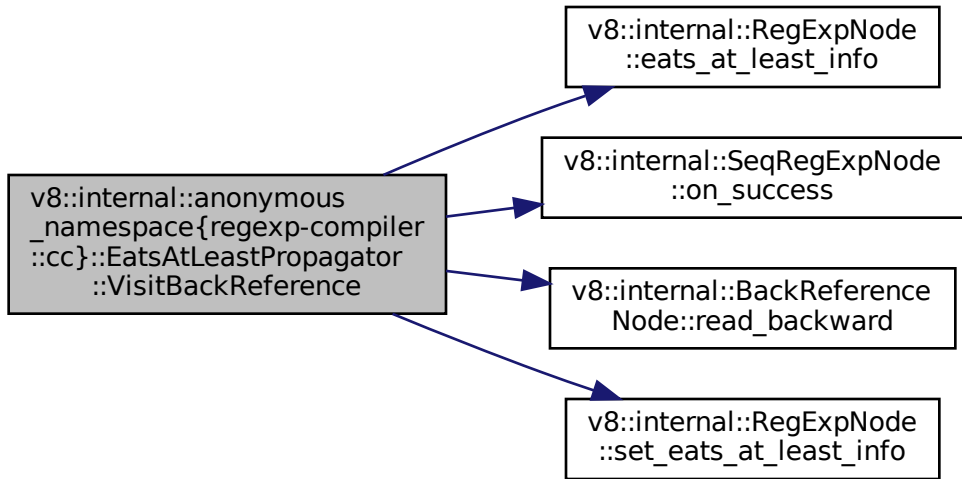 v8::internal::RegExpNode
::eats_at_least_info
v8::internal::SeqRegExpNode
::on_success
v8::internal::anonymous
_namespace{regexp-compiler
::cc}::EatsAtLeastPropagator
::VisitBackReference
v8::internal::BackReference
Node::read_backward
v8::internal::RegExpNode
::set_eats_at_least_info